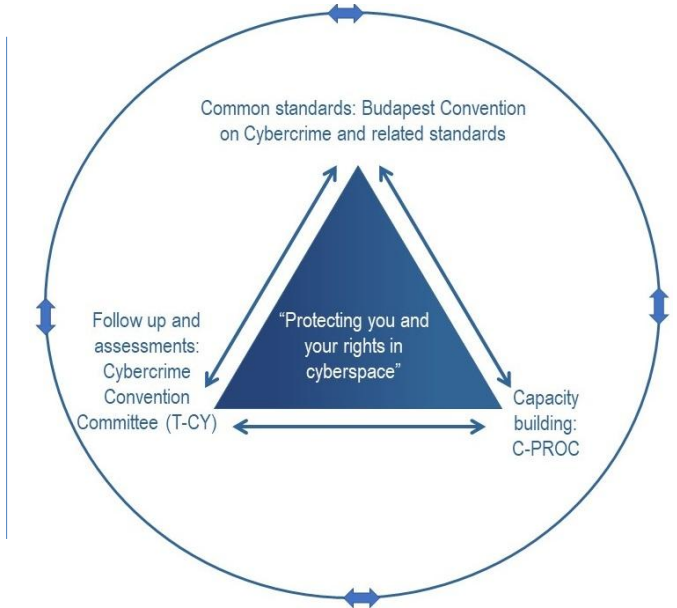 Common standards: Budapest Convention
on Cybercrime and related standards
“Protecting you and
your rights in
cyberspace”
Follow up and
assessments:
Cybercrime
Convention
Committee (T-CY)
Capacity
building:
C-PROC